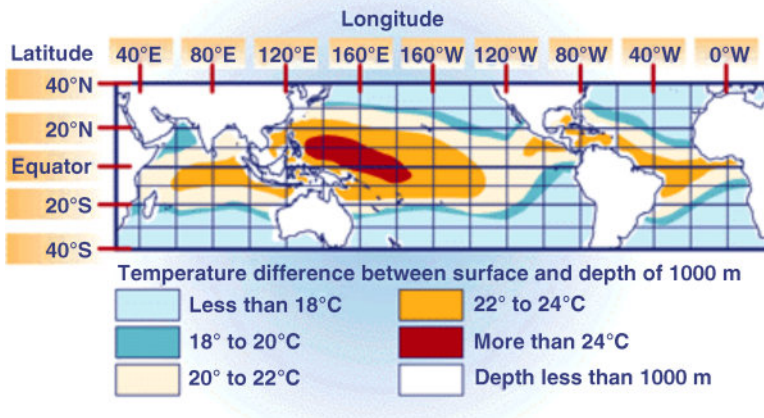 Longitude
Latitude 40°E 80°E 120°E 160°E 160°W 120°W 80°W 40°W 0°W
40°N
20°N
Equator
20°S
40°S
Temperature difference between surface and depth of 1000 m
Less than 18°C 22° to 24°C
18° to 20°C More than 24°C
20° to 22°C Depth less than 1000 m